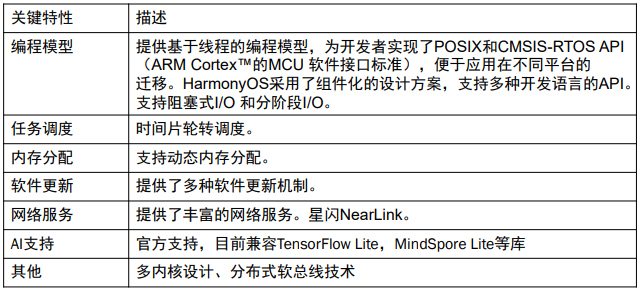 关键特性 描述
编程模型 提供基于线程的编程模型，为开发者实现了POSIX和CMSIS-RTOS API
（ARM Cortex™的MCU 软件接口标准），便于应用在不同平台的
迁移。HarmonyOS采用了组件化的设计方案，支持多种开发语言的API。
支持阻塞式I/O 和分阶段I/O。
任务调度 时间片轮转调度。
内存分配 支持动态内存分配。
软件更新 提供了多种软件更新机制。
网络服务 提供了丰富的网络服务。星闪NearLink。
AI支持 官方支持，目前兼容TensorFlow Lite，MindSpore Lite等库
其他 多内核设计、分布式软总线技术